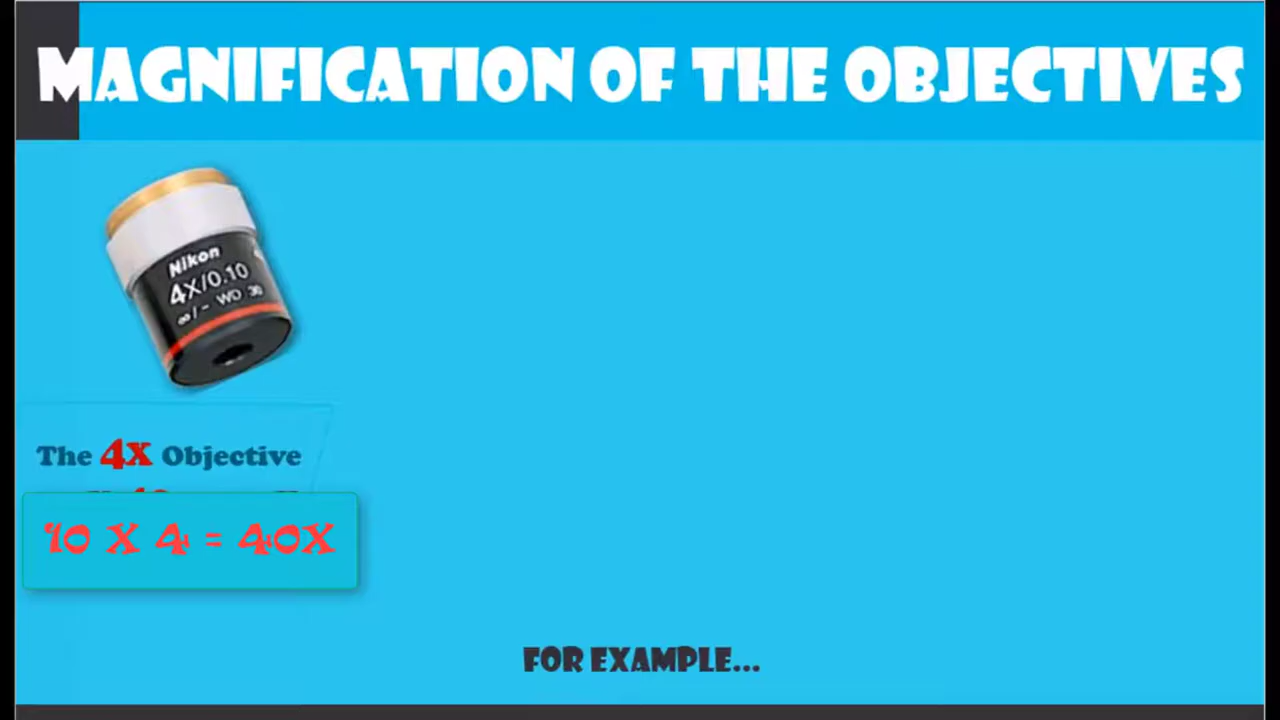 MAGNIFICATION OF THE OBJECTIVES
Nikon
4X/0.10
∞/- WD 30
The 4X Objective
10 X 4 = 40X
FOR EXAMPLE...